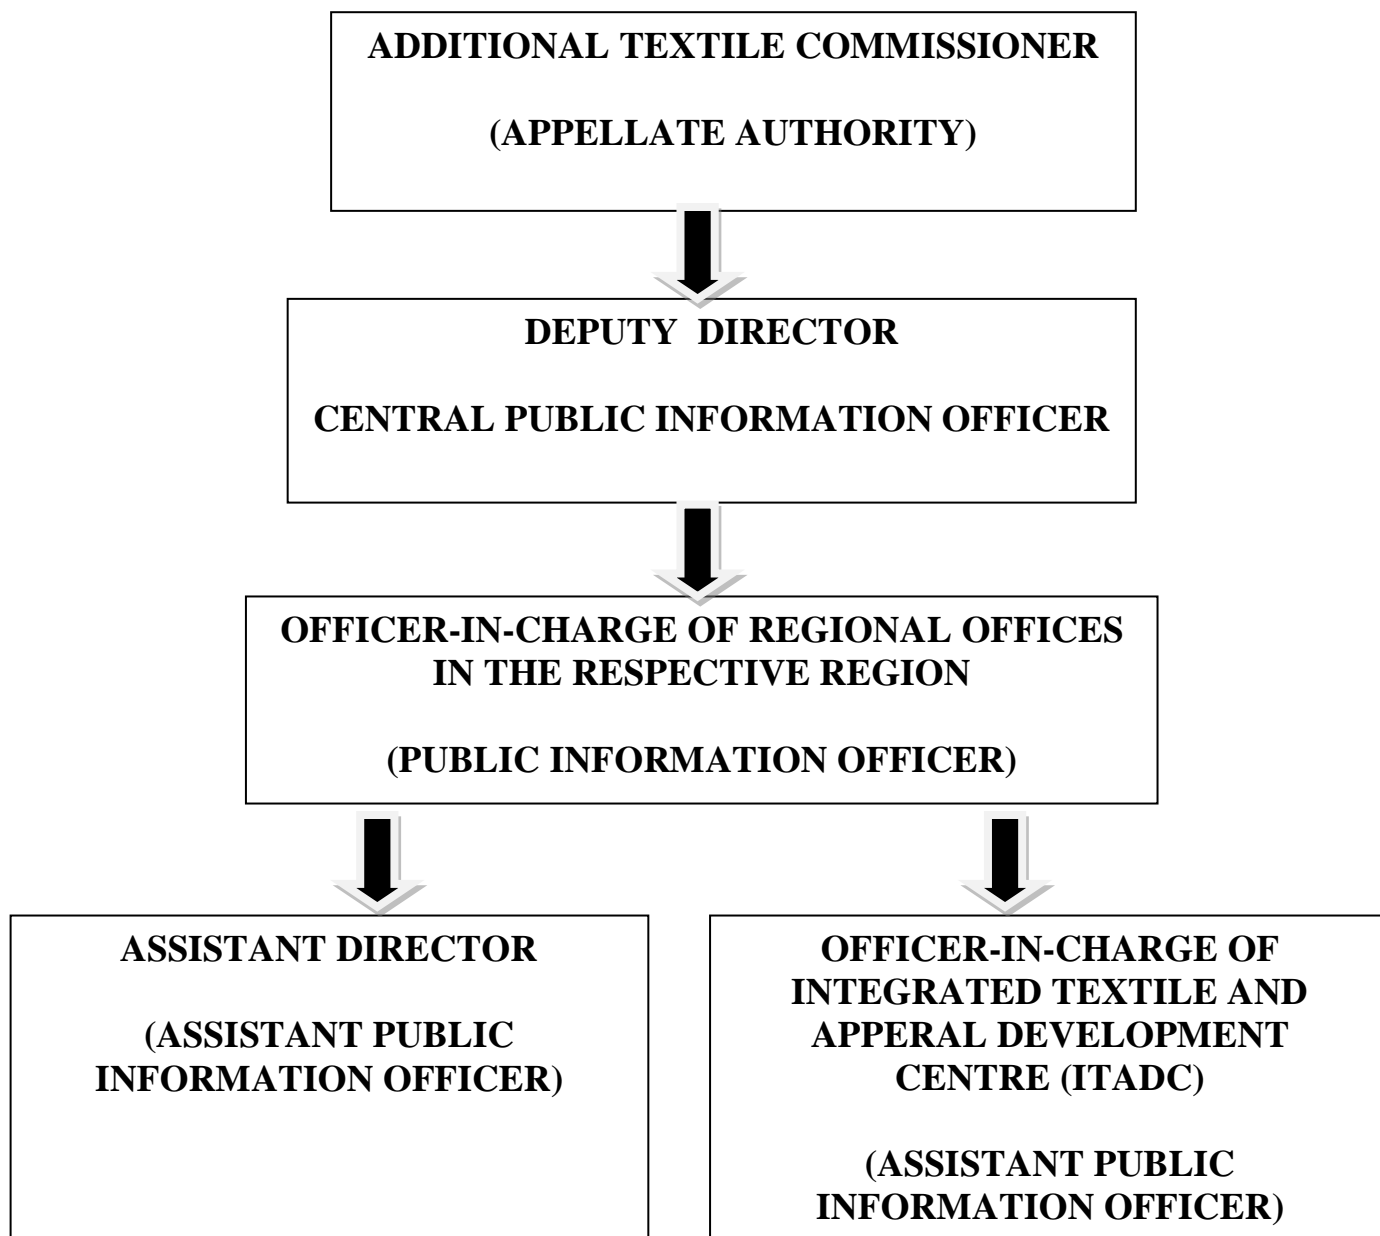 ADDITIONAL TEXTILE COMMISSIONER
(APPELLATE AUTHORITY)
DEPUTY DIRECTOR
CENTRAL PUBLIC INFORMATION OFFICER
OFFICER-IN-CHARGE OF REGIONAL OFFICES
IN THE RESPECTIVE REGION
(PUBLIC INFORMATION OFFICER)
ASSISTANT DIRECTOR
(ASSISTANT PUBLIC
INFORMATION OFFICER)
OFFICER-IN-CHARGE OF
INTEGRATED TEXTILE AND
APPERAL DEVELOPMENT
CENTRE (ITADC)
(ASSISTANT PUBLIC
INFORMATION OFFICER)